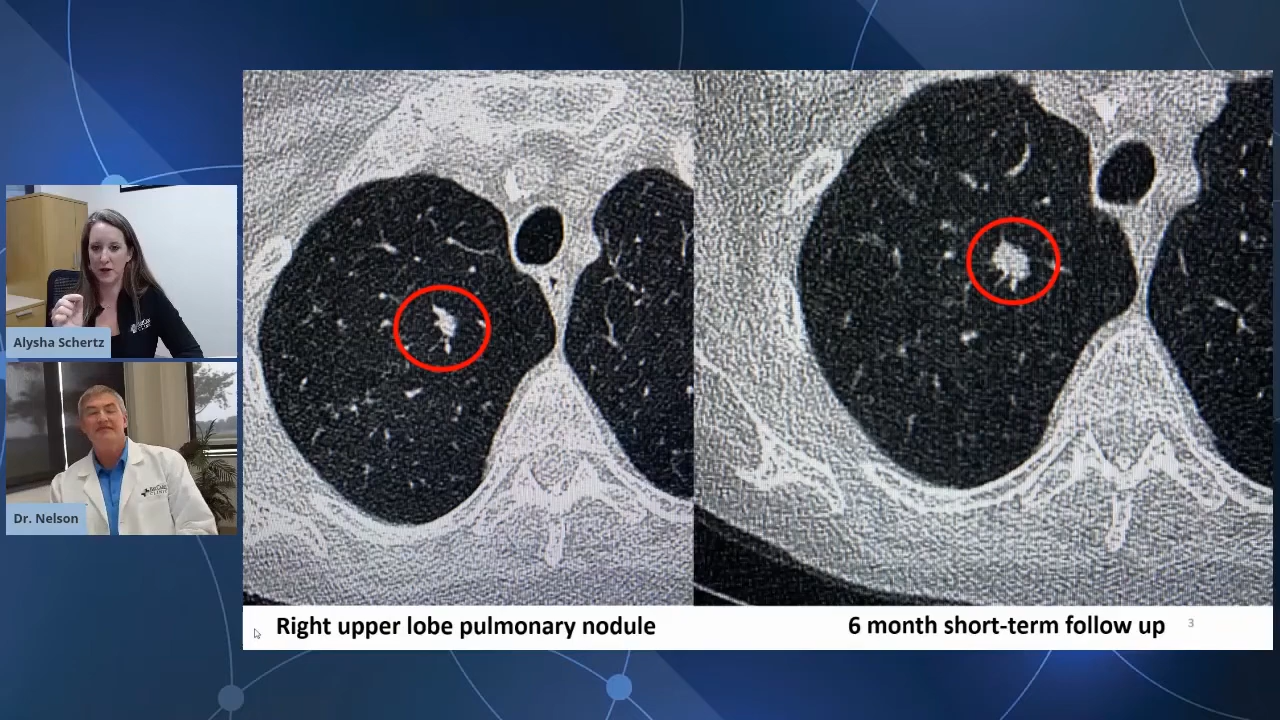 Alysha Schertz
Dr. Nelson
Right upper lobe pulmonary nodule
6 month short-term follow up
3